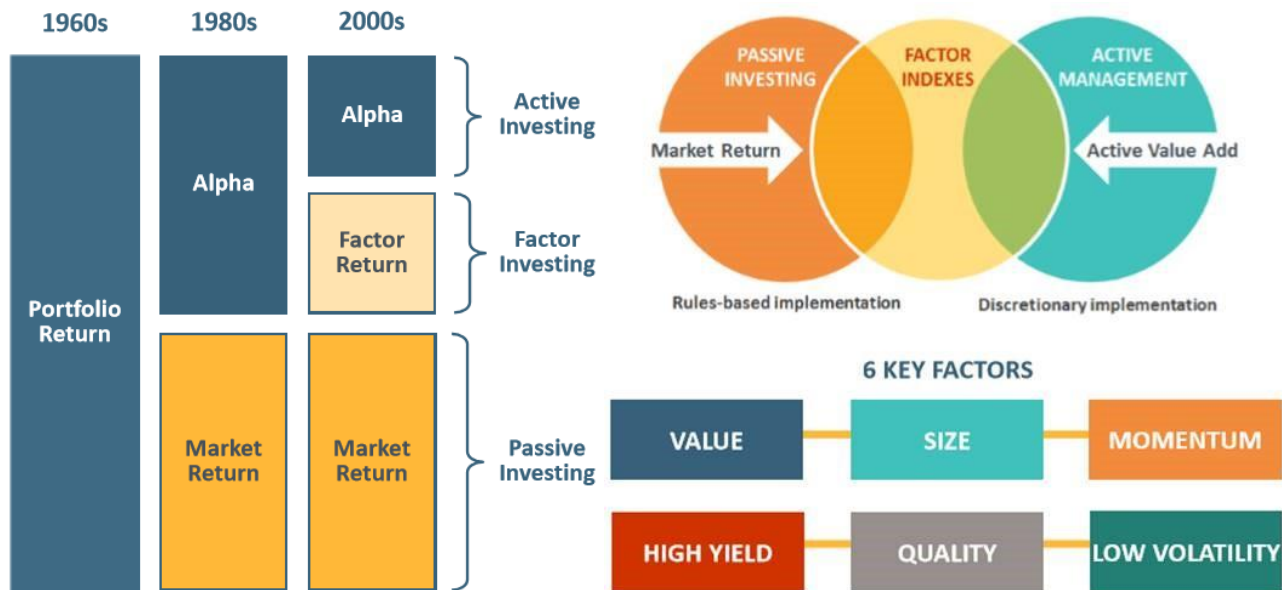 1960s
1980s
2000s
Portfolio
Return
Alpha
Market
Return
Alpha
Factor
Return
Market
Return
Active
Investing
Factor
Investing
Passive
Investing
PASSIVE
INVESTING
FACTOR
INDEXES
ACTIVE
MANAGEMENT
Market Return
Active Value Add
Rules-based implementation
Discretionary implementation
6 KEY FACTORS
VALUE
SIZE
MOMENTUM
HIGH YIELD
QUALITY
LOW VOLATILITY